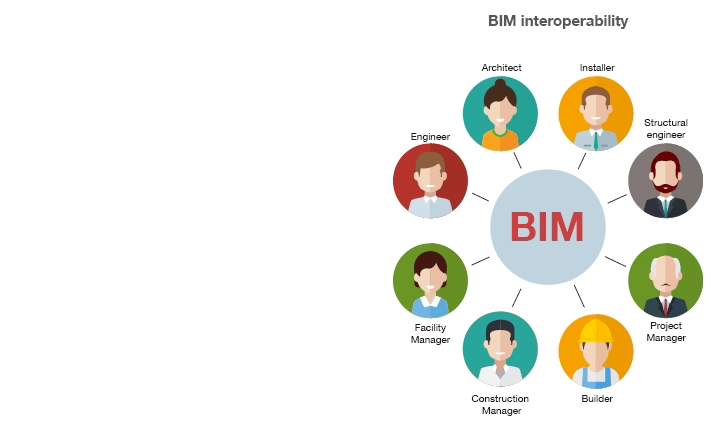 BIM interoperability
Architect
Installer
Structural
engineer
Engineer
BIM
Facility
Manager
Project
Manager
Construction
Manager
Builder